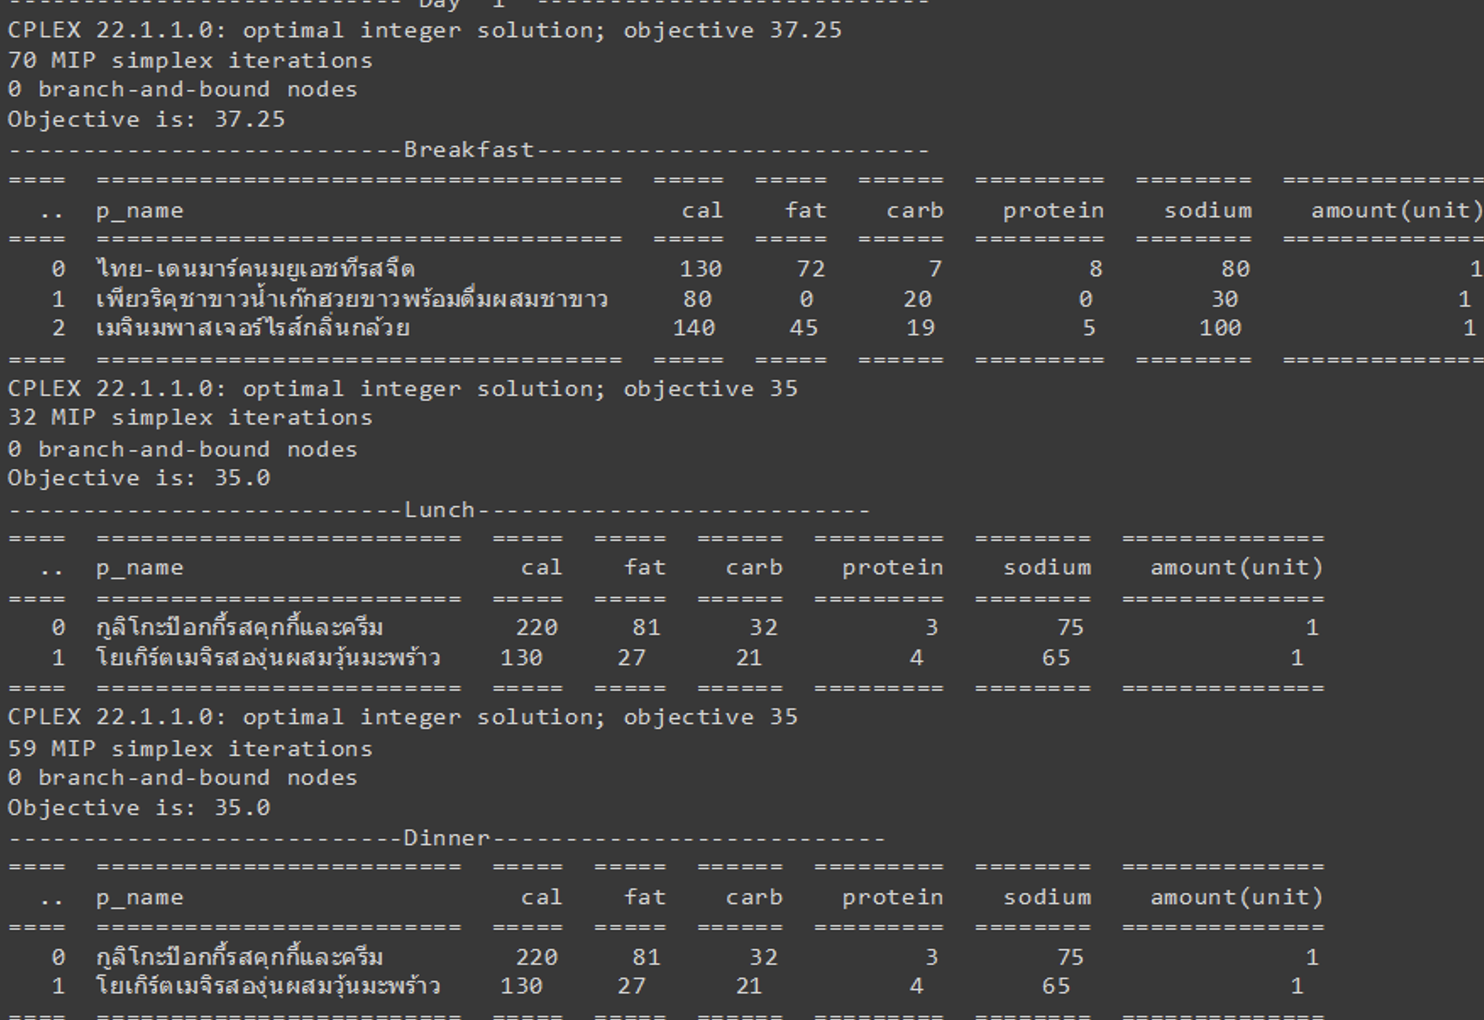 --------------------------- Day  1 ---------------------------
CPLEX 22.1.1.0: optimal integer solution; objective 37.25
70 MIP simplex iterations
0 branch-and-bound nodes
Objective is: 37.25
---------------------------Breakfast---------------------------
====  ====================================  =====  =====  ======  =========  ========  ==============
..  p_name  cal  fat  carb  protein  sodium  amount(unit)
====  ====================================  =====  =====  ======  =========  ========  ==============
0  ไทย-เดนมาร์คนมยูเอชทีรสจืด  130  72  7  8  80  1
1  เพียวริคุชาขาวน้ำเก๊กฮวยขาวพร้อมดื่มผสมชาขาว  80  0  20  0  30  1
2  เมจินมพาสเจอร์ไรส์กลิ่นกล้วย  140  45  19  5  100  1
====  ====================================  =====  =====  ======  =========  ========  ==============
CPLEX 22.1.1.0: optimal integer solution; objective 35
32 MIP simplex iterations
0 branch-and-bound nodes
Objective is: 35.0
---------------------------Lunch---------------------------
====  =========================  =====  =====  ======  =========  ========  ==============
..  p_name  cal  fat  carb  protein  sodium  amount(unit)
====  =========================  =====  =====  ======  =========  ========  ==============
0  กูลิโกะป๊อกกี้รสคุกกี้และครีม  220  81  32  3  75  1
1  โยเกิร์ตเมจิรสองุ่นผสมวุ้นมะพร้าว  130  27  21  4  65  1
====  =========================  =====  =====  ======  =========  ========  ==============
CPLEX 22.1.1.0: optimal integer solution; objective 35
59 MIP simplex iterations
0 branch-and-bound nodes
Objective is: 35.0
---------------------------Dinner---------------------------
====  =========================  =====  =====  ======  =========  ========  ==============
..  p_name  cal  fat  carb  protein  sodium  amount(unit)
====  =========================  =====  =====  ======  =========  ========  ==============
0  กูลิโกะป๊อกกี้รสคุกกี้และครีม  220  81  32  3  75  1
1  โยเกิร์ตเมจิรสองุ่นผสมวุ้นมะพร้าว  130  27  21  4  65  1
====  =========================  =====  =====  ======  =========  ========  ==============